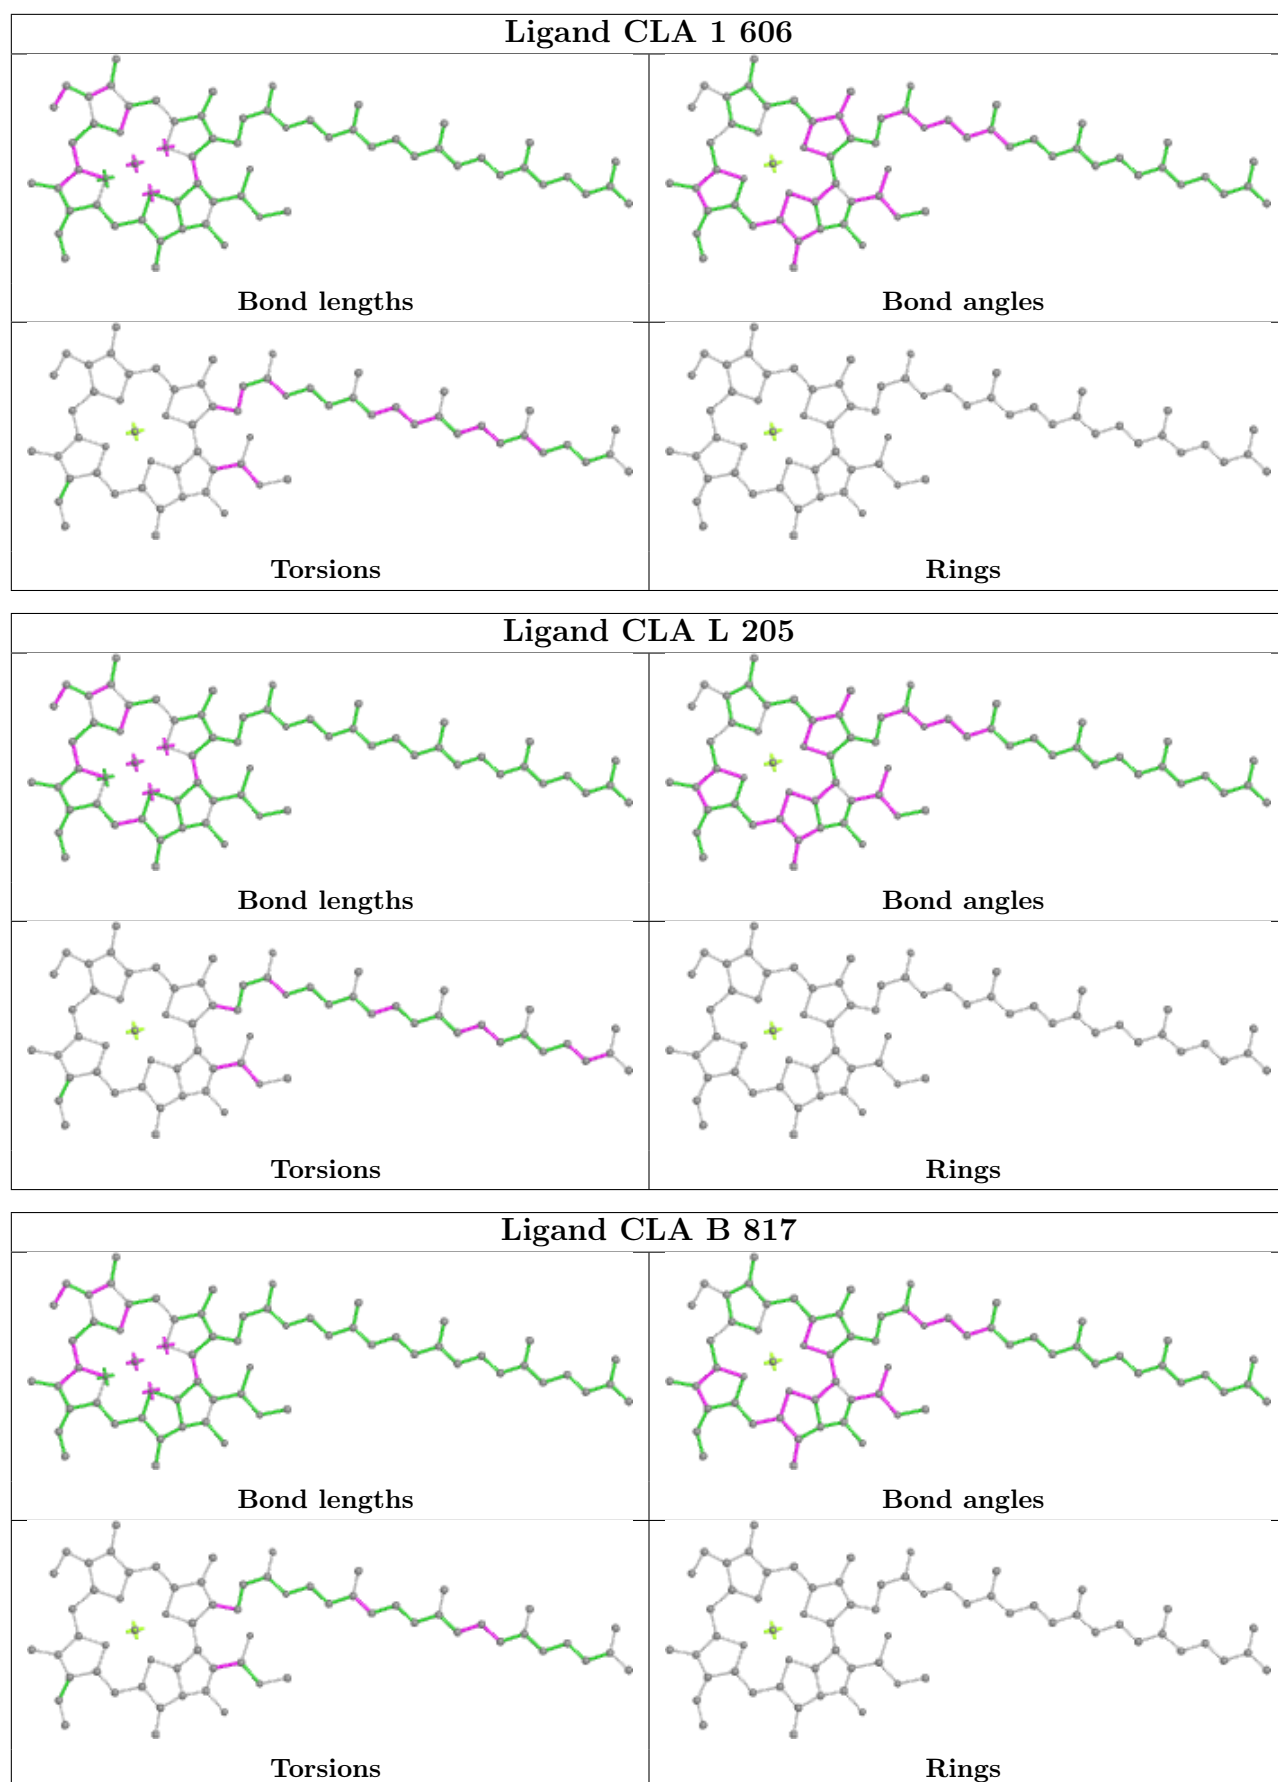 Ligand CLA 1 606
Bond lengths
Bond angles
Torsions
Rings
Ligand CLA L 205
Bond lengths
Bond angles
Torsions
Rings
Ligand CLA B 817
Bond lengths
Bond angles
Torsions
Rings